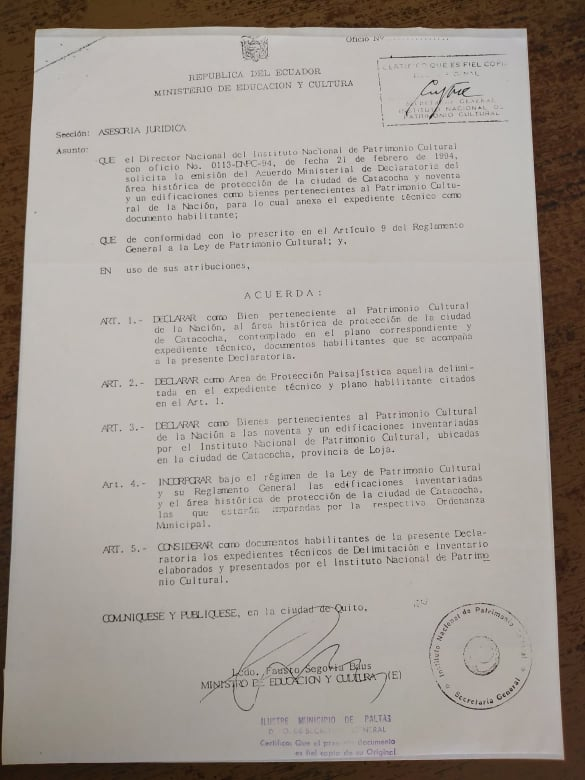 Oficio Nº..............
CERTIFICO QUE ES FIEL COPIA
REPUBLICA DEL ECUADOR
MINISTERIO DE EDUCACION Y CULTURA
SECRETARIA GENERAL
INSTITUTO NACIONAL DE
PATRIMONIO CULTURAL
Sección: ASESORIA JURIDICA
Asunto:
QUE el Director Nacional del Instituto Nacional de Patrimonio Cultural
con oficio No. 0113-DNPC-94, de fecha 21 de febrero de 1994,
solicita la emisión del Acuerdo Ministerial de Declaratoria del
área histórica de protección de la ciudad de Catacocha y noventa
y un edificaciones como bienes pertenecientes al Patrimonio Cultu-
ral de la Nación, para lo cual anexa el expediente técnico como
documento habilitante;
QUE de conformidad con lo prescrito en el Artículo 9 del Reglamento
General a la Ley de Patrimonio Cultural; y,
EN uso de sus atribuciones,
ACUERDA:
ART. 1.- DECLARAR como Bien perteneciente al Patrimonio Cultural
de la Nación, al área histórica de protección de la ciudad
de Catacocha, contemplado en el plano correspondiente y
expediente técnico, documentos habilitantes que se acompaña
a la presente Declaratoria.
ART. 2.- DECLARAR como Area de Protección Paisajística aquella delimi-
tada en el expediente técnico y plano habilitante citados
en el Art. 1.
ART. 3.- DECLARAR como Bienes pertenecientes al Patrimonio Cultural
de la Nación a las noventa y un edificaciones inventariadas
por el Instituto Nacional de Patrimonio Cultural, ubicadas
en la ciudad de Catacocha, provincia de Loja.
Art. 4.- INCORPORAR bajo el régimen de la Ley de Patrimonio Cultural
y su Reglamento General las edificaciones inventariadas
y el área histórica de protección de la ciudad de Catacocha,
las que estarán amparadas por la respectiva Ordenanza
Municipal.
ART. 5.- CONSIDERAR como documentos habilitantes de la presente Decla-
ratoria los expedientes técnicos de Delimitación e Inventario
elaborados y presentados por el Instituto Nacional de Patrimo
nio Cultural.
COMUNIQUESE Y PUBLIQUESE, en la ciudad de Quito,
Instituto Nacional de Patrimonio Cultural
Secretaría General
Lcdo. Fausto Segovia Baus
MINISTRO DE EDUCACION Y CULTURA (E)
ILUSTRE MUNICIPIO DE PALTAS
DPTO. DE SECRETARIA GENERAL
Certifico: Que el presente documento
es fiel copia de su Original